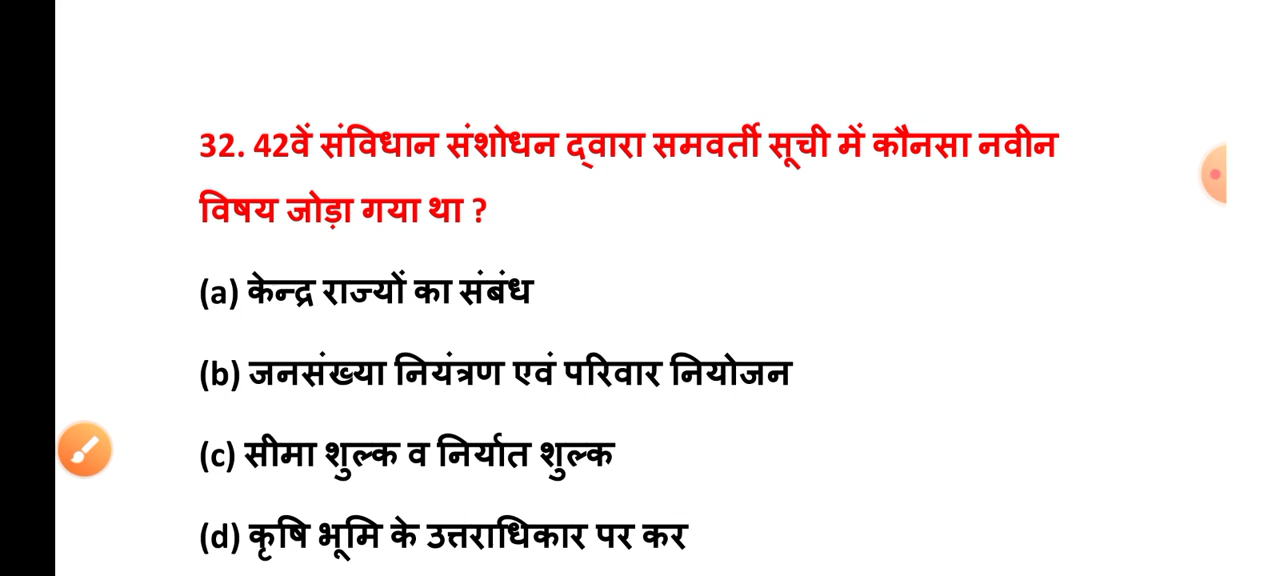 32. 42वें संविधान संशोधन द्वारा समवर्ती सूची में कौनसा नवीन
विषय जोड़ा गया था ?
(a) केन्द्र राज्यों का संबंध
(b) जनसंख्या नियंत्रण एवं परिवार नियोजन
(c) सीमा शुल्क व निर्यात शुल्क
(d) कृषि भूमि के उत्तराधिकार पर कर